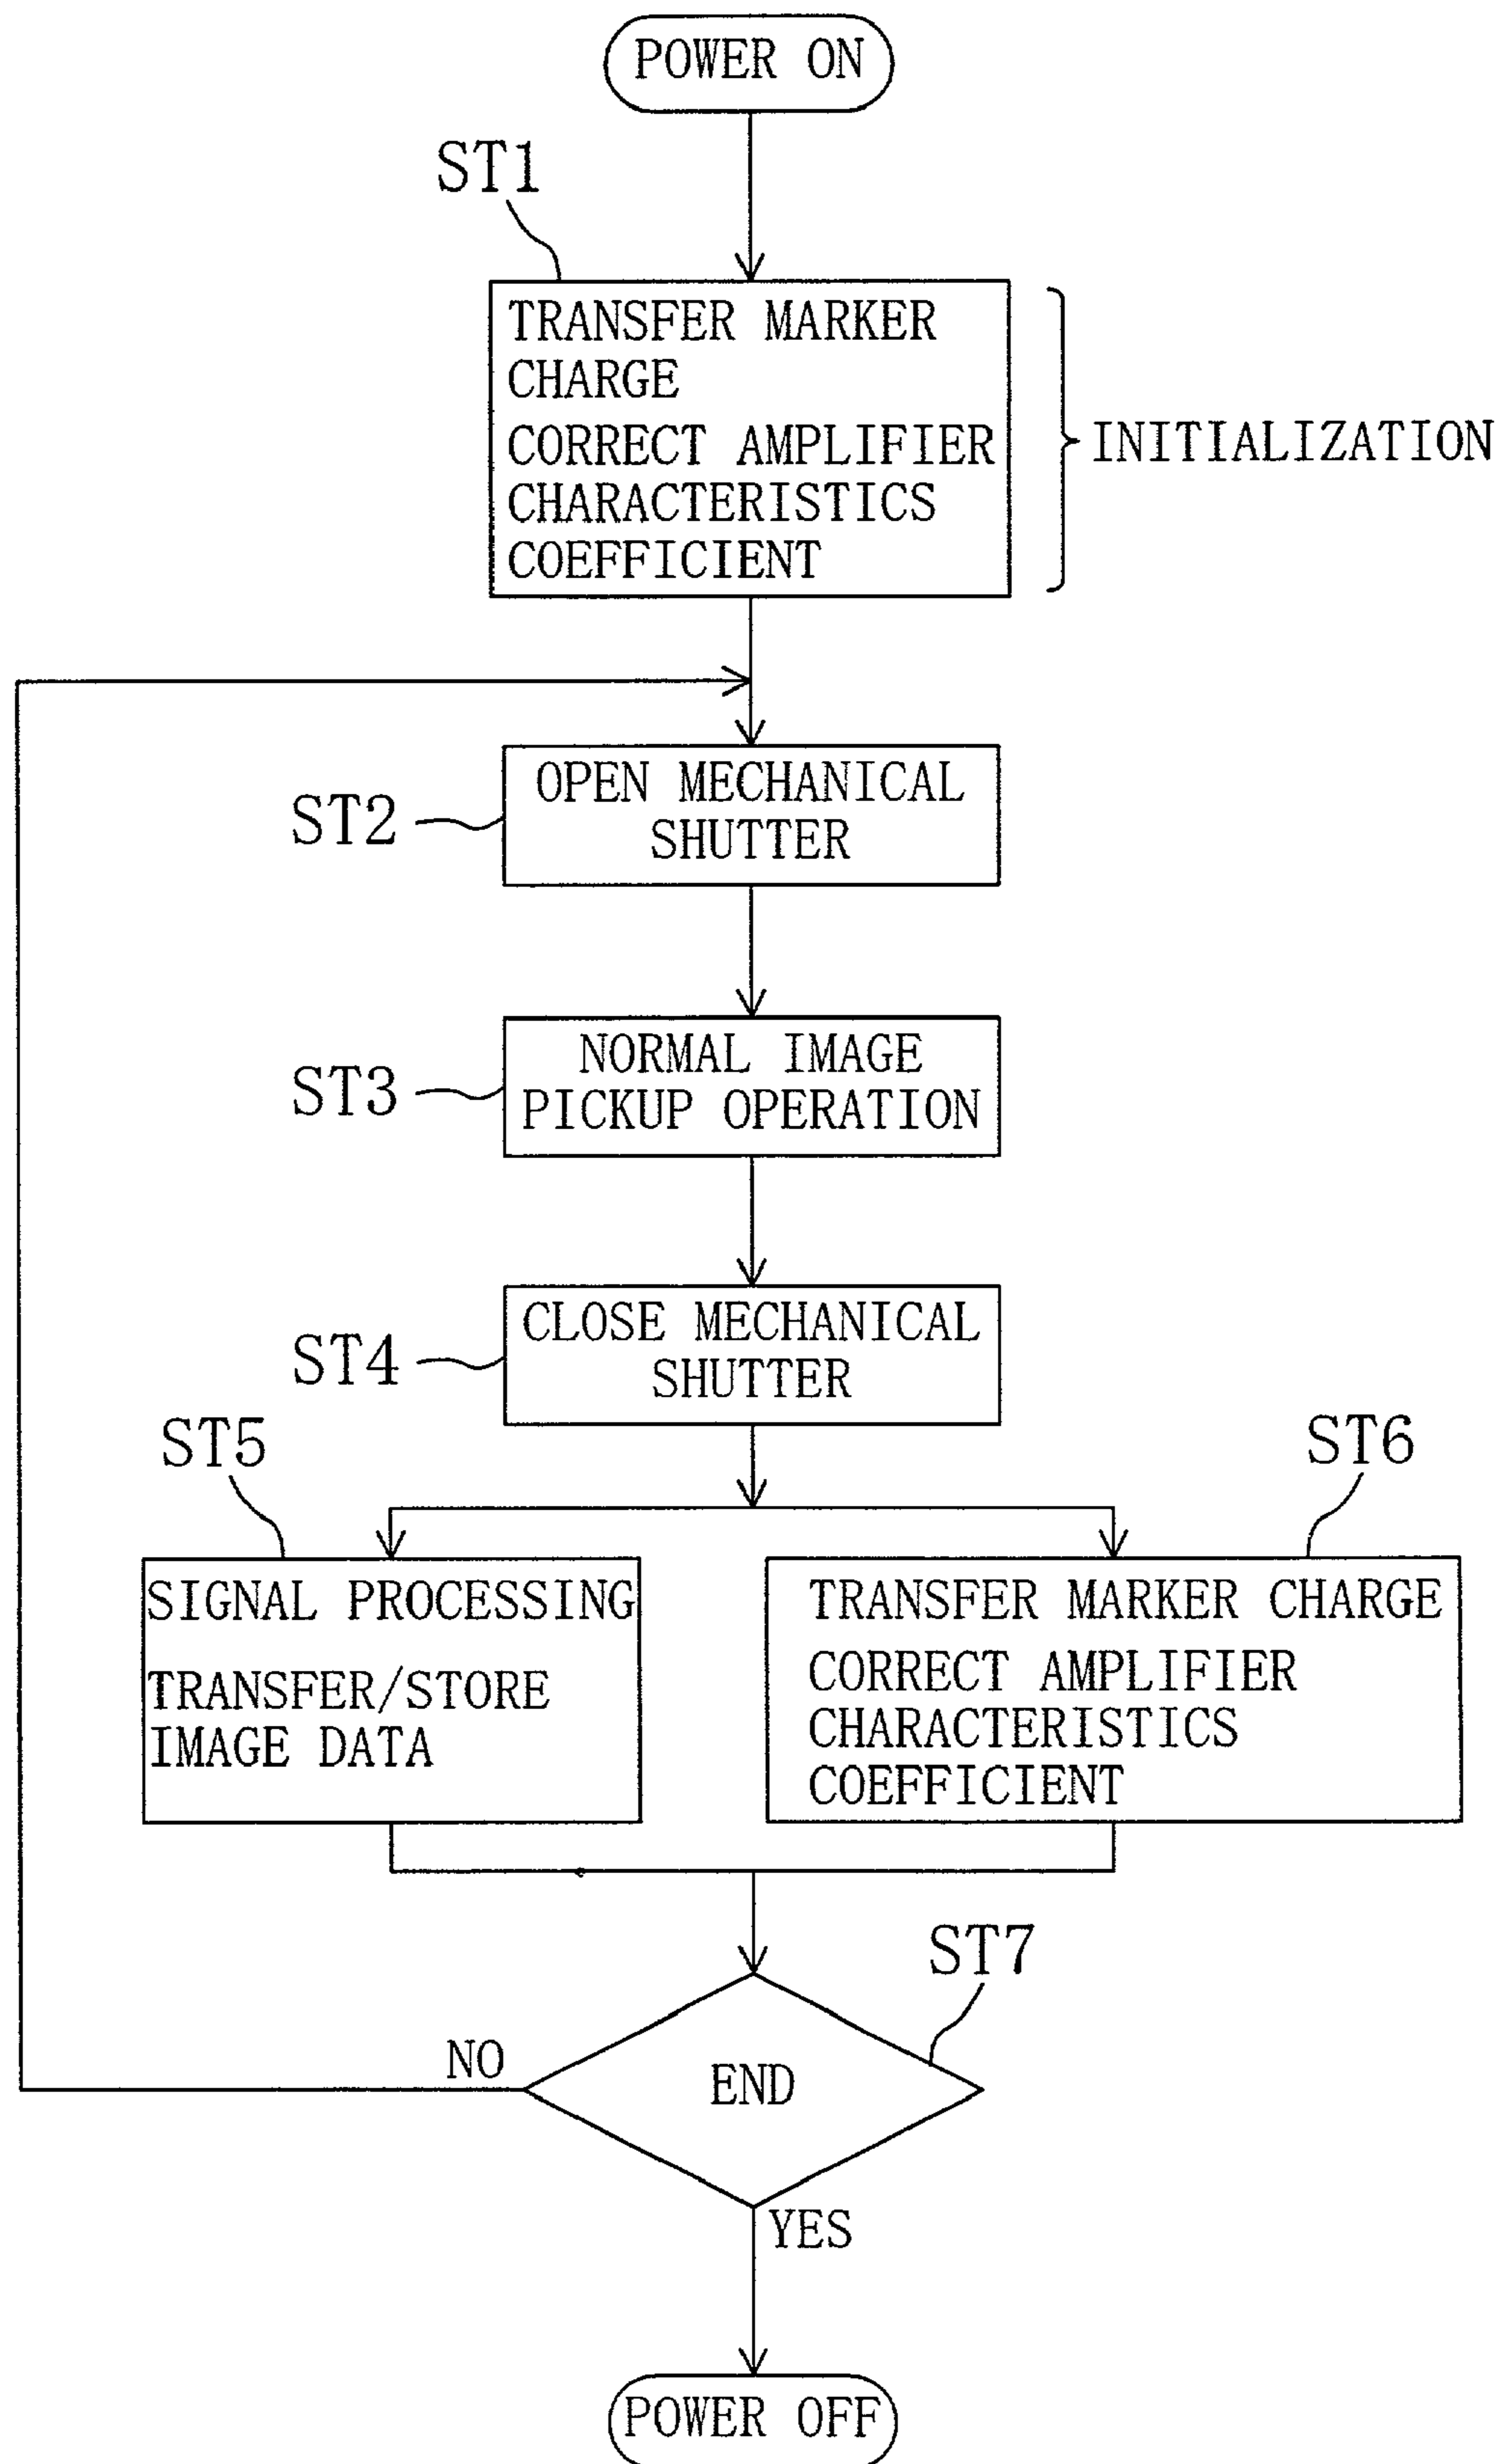 POWER ON
ST1
TRANSFER MARKER
CHARGE
CORRECT AMPLIFIER
CHARACTERISTICS
COEFFICIENT
INITIALIZATION
ST2
OPEN MECHANICAL
SHUTTER
ST3
NORMAL IMAGE
PICKUP OPERATION
ST4
CLOSE MECHANICAL
SHUTTER
ST5
SIGNAL PROCESSING
TRANSFER/STORE
IMAGE DATA
ST6
TRANSFER MARKER CHARGE
CORRECT AMPLIFIER
CHARACTERISTICS
COEFFICIENT
ST7
NO
END
YES
POWER OFF